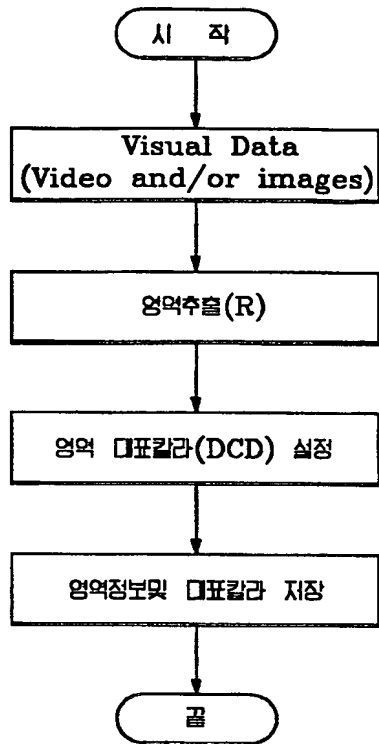 시 작
Visual Data
(Video and/or images)
영역추출(R)
영역 대표칼라(DCD) 설정
영역정보및 대표칼라 저장
끝